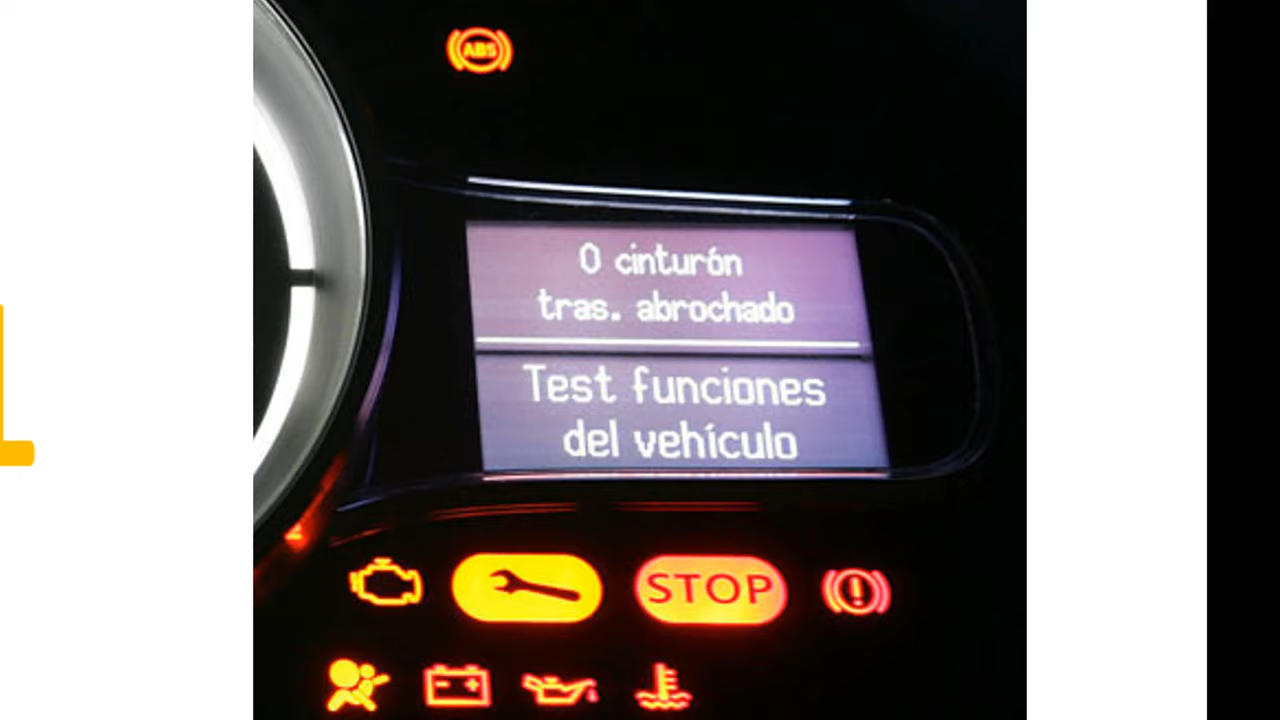 ABS
0 cinturón
tras. abrochado
Test funciones
del vehículo
STOP